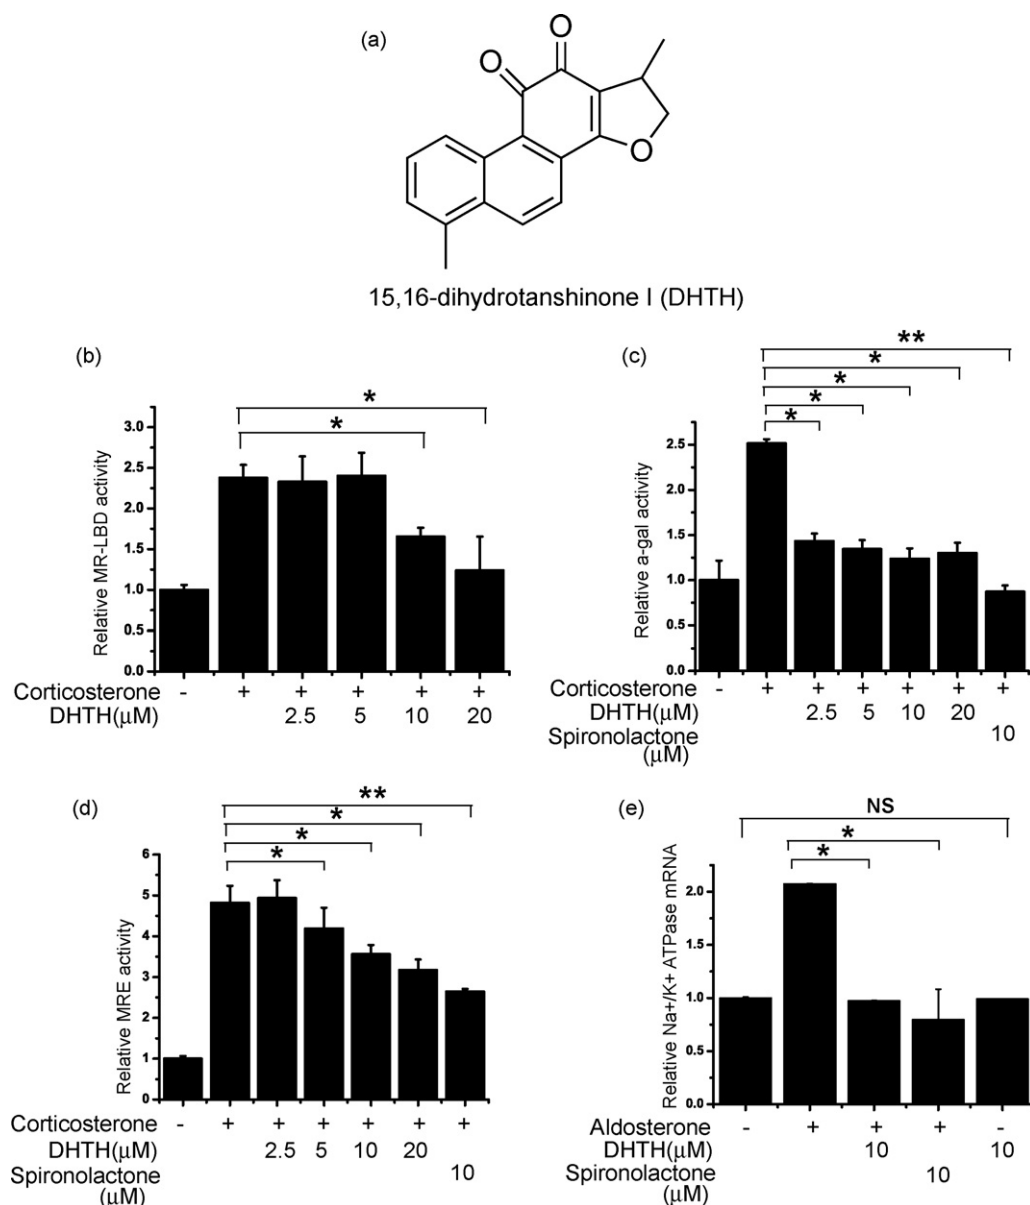 (a)
O
O
O
15,16-dihydrotanshinone I (DHTH)
(b)
* 
*
Relative MR-LBD activity
3.0
2.5
2.0
1.5
1.0
0.5
0.0
Corticosterone - + + + + +
DHTH(μM) 2.5 5 10 20
(c)
**
*
*
*
*
Relative a-gal activity
2.5
1.5
1.0
0.5
0.0
Corticosterone - + + + + + +
DHTH(μM) 2.5 5 10 20
Spironolactone 10
(μM)
(d)
**
*
*
*
Relative MRE activity
6
5
4
3
2
1
0
Corticosterone - + + + + + +
DHTH(μM) 2.5 5 10 20
Spironolactone 10
(μM)
(e)
NS
*
*
Relative Na+/K+ ATPase mRNA
2.0
1.5
1.0
0.5
0.0
Aldosterone - + + + -
DHTH(μM) 10 10
Spironolactone 10
(μM)